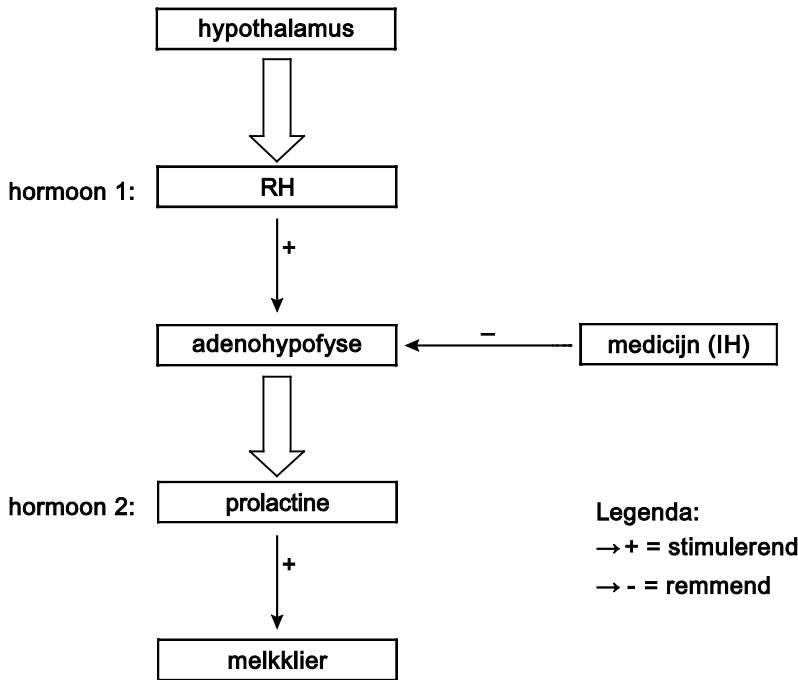 hypothalamus
hormoon 1:
RH
+
adenohypofyse
–
medicijn (IH)
hormoon 2:
prolactine
+
melkklier
Legenda:
→ + = stimulerend
→ - = remmend